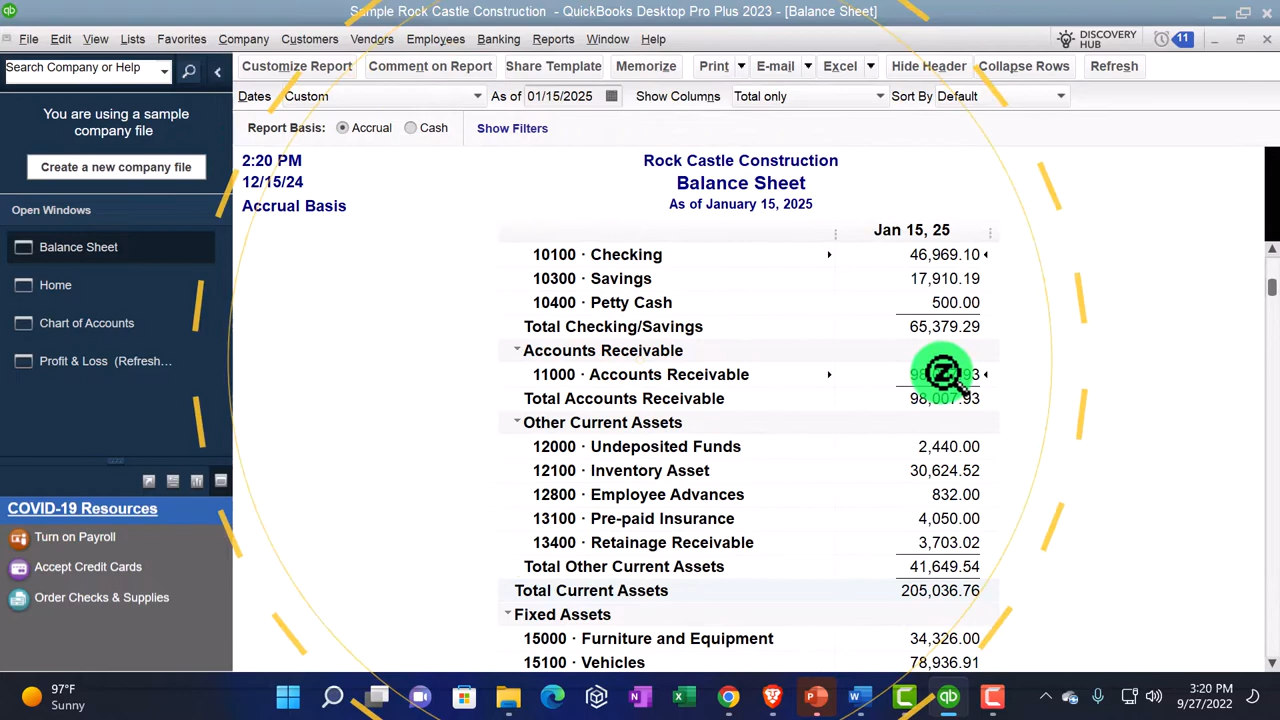 Sample Rock Castle Construction - QuickBooks Desktop Pro Plus 2023 - [Balance Sheet]
File Edit View Lists Favorites Company Customers Vendors Employees Banking Reports Window Help
DISCOVERY HUB
11
Search Company or Help
Customize Report Comment on Report Share Template Memorize Print E-mail Excel Hide Header Collapse Rows Refresh
Dates Custom As of 01/15/2025 Show Columns Total only Sort By Default
You are using a sample company file
Create a new company file
Report Basis: Accrual Cash Show Filters
Open Windows
Balance Sheet
Home
Chart of Accounts
Profit & Loss (Refresh...
COVID-19 Resources
Turn on Payroll
Accept Credit Cards
Order Checks & Supplies
2:20 PM
12/15/24
Accrual Basis
Rock Castle Construction
Balance Sheet
As of January 15, 2025
Jan 15, 25
10100 · Checking 46,969.10
10300 · Savings 17,910.19
10400 · Petty Cash 500.00
Total Checking/Savings 65,379.29
Accounts Receivable
11000 · Accounts Receivable
Total Accounts Receivable 98,007.93
Other Current Assets
12000 · Undeposited Funds 2,440.00
12100 · Inventory Asset 30,624.52
12800 · Employee Advances 832.00
13100 · Pre-paid Insurance 4,050.00
13400 · Retainage Receivable 3,703.02
Total Other Current Assets 41,649.54
Total Current Assets 205,036.76
Fixed Assets
15000 · Furniture and Equipment 34,326.00
15100 · Vehicles 78,936.91
97°F
Sunny
3:20 PM
9/27/2022